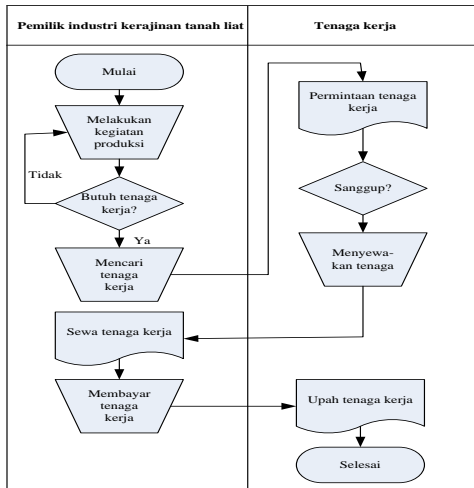 Pemilik industri kerajinan tanah liat
Tenaga kerja
Mulai
Melakukan
kegiatan
produksi
Tidak
Butuh tenaga
kerja?
Ya
Mencari
tenaga
kerja
Permintaan tenaga
kerja
Sanggup?
Menyewa-
kan tenaga
Sewa tenaga kerja
Membayar
tenaga
kerja
Upah tenaga kerja
Selesai